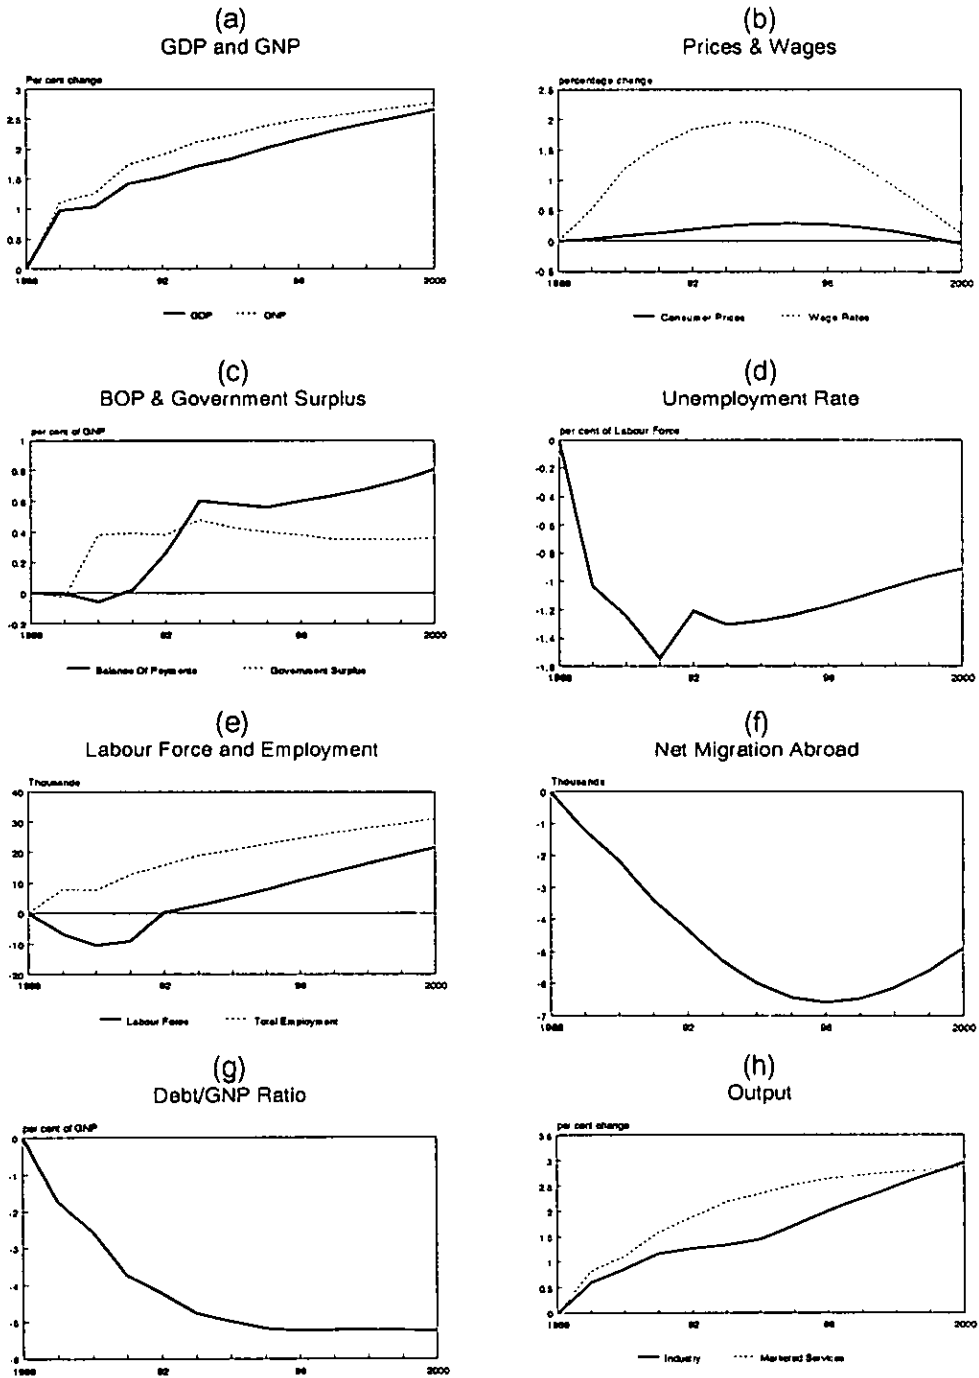 (a)
GDP and GNP
Per cent change
3
2.5
2
1.5
1
0.5
0
1988 92 96 2000
GDP GNP
(b)
Prices & Wages
percentage change
2.5
2
1.5
1
0.5
0
-0.5
1988 92 96 2000
Consumer Prices Wage Rates
(c)
BOP & Government Surplus
per cent of GNP
1
0.8
0.6
0.4
0.2
0
-0.2
1988 92 96 2000
Balance Of Payments Government Surplus
(d)
Unemployment Rate
per cent of Labour Force
0
-0.2
-0.4
-0.6
-0.8
-1
-1.2
-1.4
-1.6
1988 92 96 2000
(e)
Labour Force and Employment
Thousands
40
30
20
10
0
-10
-20
1988 92 96 2000
Labour Force Total Employment
(f)
Net Migration Abroad
Thousands
0
-1
-2
-3
-4
-5
-6
-7
1988 92 96 2000
(g)
Debt/GNP Ratio
per cent of GNP
0
-1
-2
-3
-4
-5
-6
1988 92 96 2000
(h)
Output
per cent change
3.5
3
2.5
2
1.5
1
0.5
0
1988 92 96 2000
Industry Marketed Services